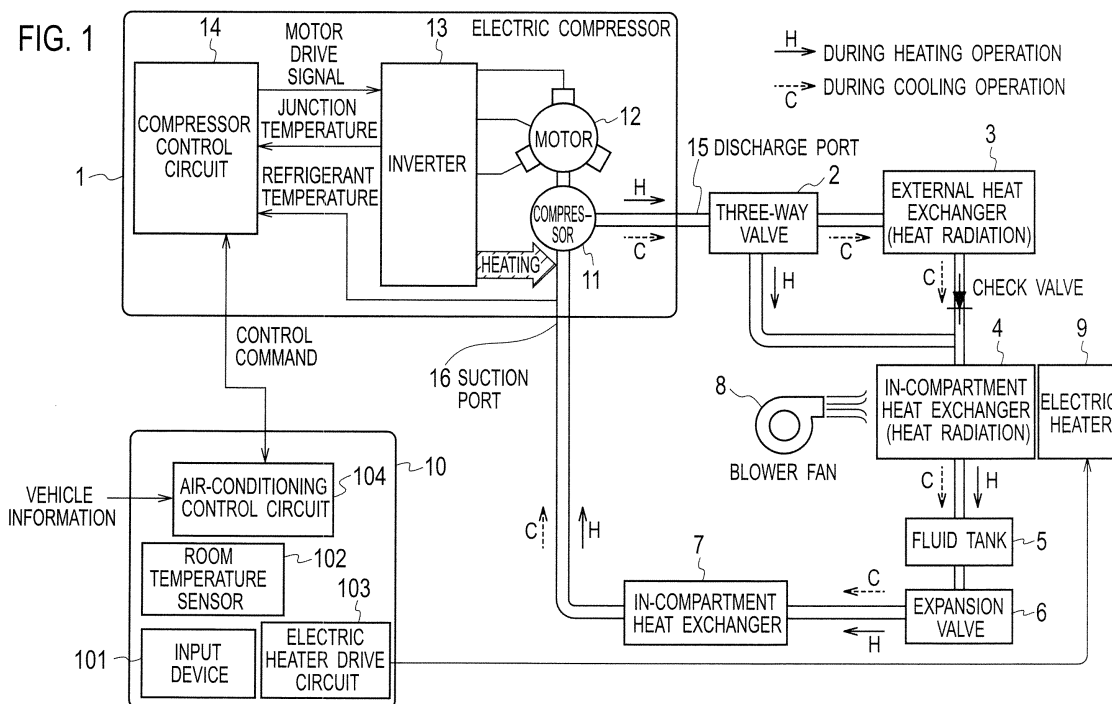 FIG. 1
14
MOTOR
DRIVE
SIGNAL
13
ELECTRIC COMPRESSOR
H
DURING HEATING OPERATION
C
DURING COOLING OPERATION
COMPRESSOR
CONTROL
CIRCUIT
JUNCTION
TEMPERATURE
REFRIGERANT
TEMPERATURE
INVERTER
12
MOTOR
1
15 DISCHARGE PORT
2
3
H
COMPRES-
SOR
C
THREE-WAY
VALVE
C
EXTERNAL HEAT
EXCHANGER
(HEAT RADIATION)
HEATING
11
H
C
CHECK VALVE
CONTROL
COMMAND
16 SUCTION
PORT
4
9
8
BLOWER FAN
IN-COMPARTMENT
HEAT EXCHANGER
(HEAT RADIATION)
ELECTRIC
HEATER
10
VEHICLE
INFORMATION
AIR-CONDITIONING
CONTROL CIRCUIT
104
C
H
C
H
FLUID TANK
5
ROOM
TEMPERATURE
SENSOR
102
103
7
IN-COMPARTMENT
HEAT EXCHANGER
C
H
EXPANSION
VALVE
6
101
INPUT
DEVICE
ELECTRIC
HEATER DRIVE
CIRCUIT